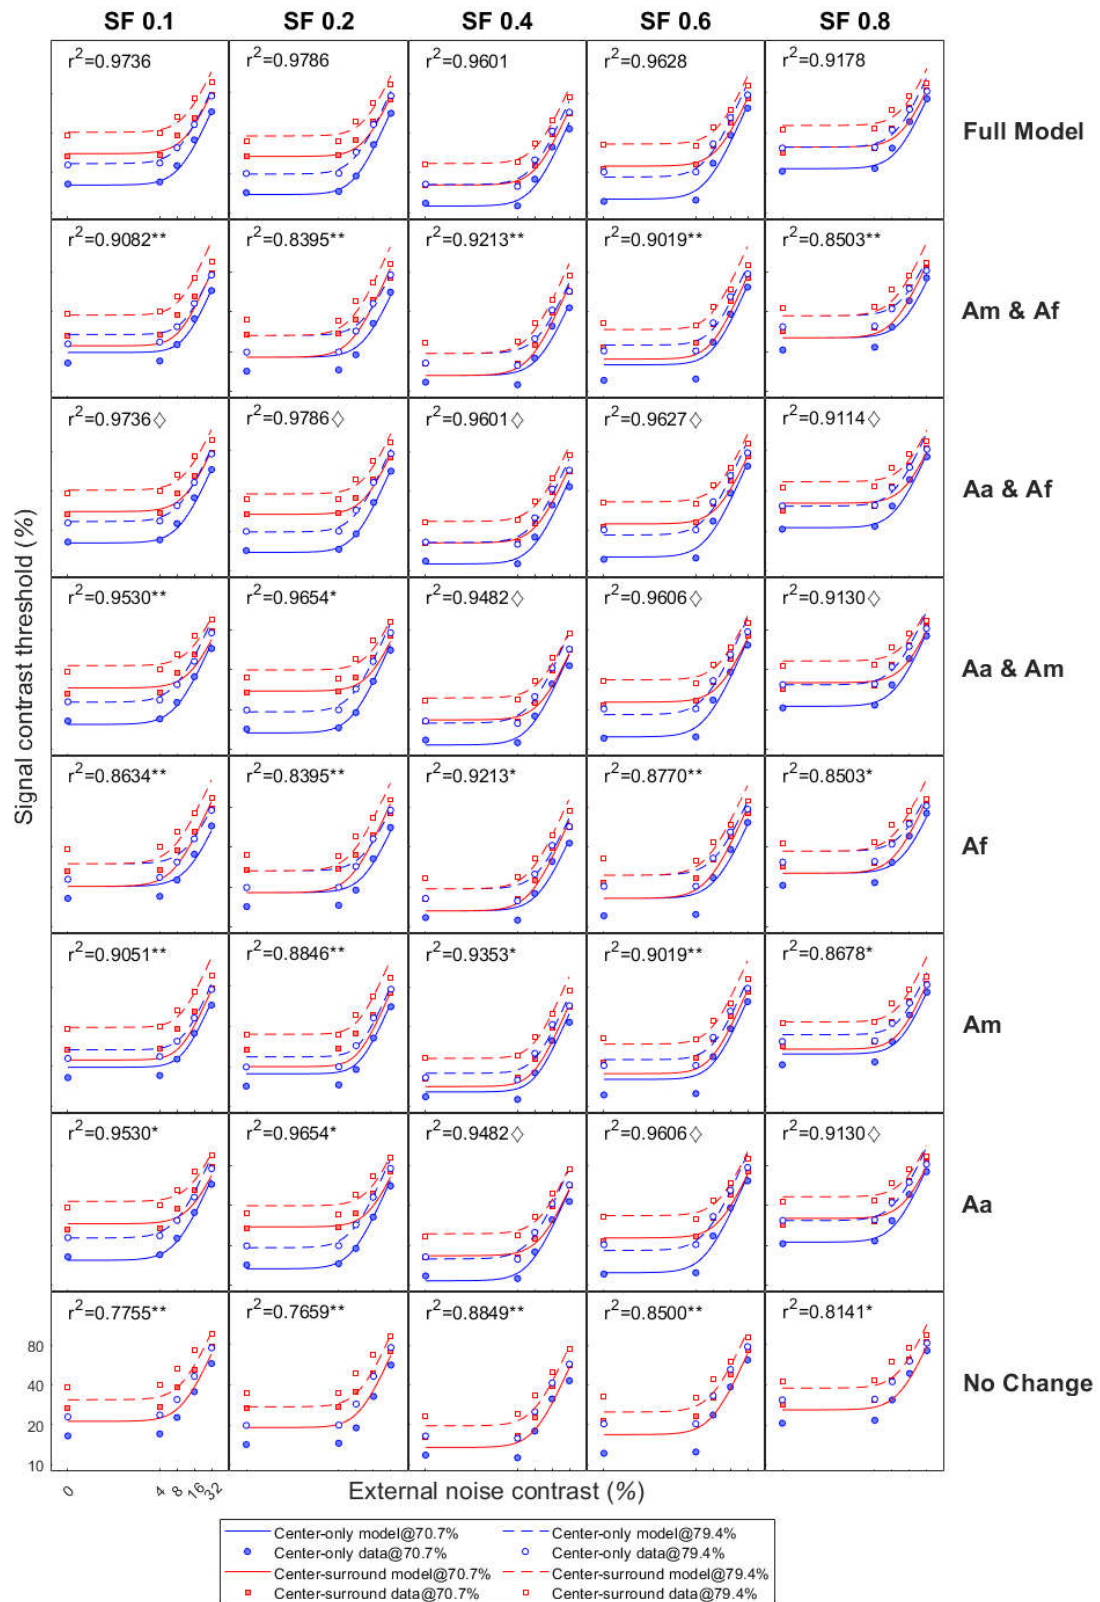 SF 0.1 SF 0.2 SF 0.4 SF 0.6 SF 0.8
r²=0.9736 r²=0.9786 r²=0.9601 r²=0.9628 r²=0.9178
Full Model
r²=0.9082** r²=0.8395** r²=0.9213** r²=0.9019** r²=0.8503**
Am & Af
r²=0.9736◇ r²=0.9786◇ r²=0.9601◇ r²=0.9627◇ r²=0.9114◇
Aa & Af
r²=0.9530** r²=0.9654* r²=0.9482◇ r²=0.9606◇ r²=0.9130◇
Aa & Am
Signal contrast threshold (%)
r²=0.8634** r²=0.8395** r²=0.9213* r²=0.8770** r²=0.8503*
Af
r²=0.9051** r²=0.8846** r²=0.9353* r²=0.9019** r²=0.8678*
Am
r²=0.9530* r²=0.9654* r²=0.9482◇ r²=0.9606◇ r²=0.9130◇
Aa
r²=0.7755** r²=0.7659** r²=0.8849** r²=0.8500** r²=0.8141*
80
40
No Change
20
10
0 4 8 16 32
External noise contrast (%)
Center-only model@70.7% Center-only model@79.4%
Center-only data@70.7% Center-only data@79.4%
Center-surround model@70.7% Center-surround model@79.4%
Center-surround data@70.7% Center-surround data@79.4%